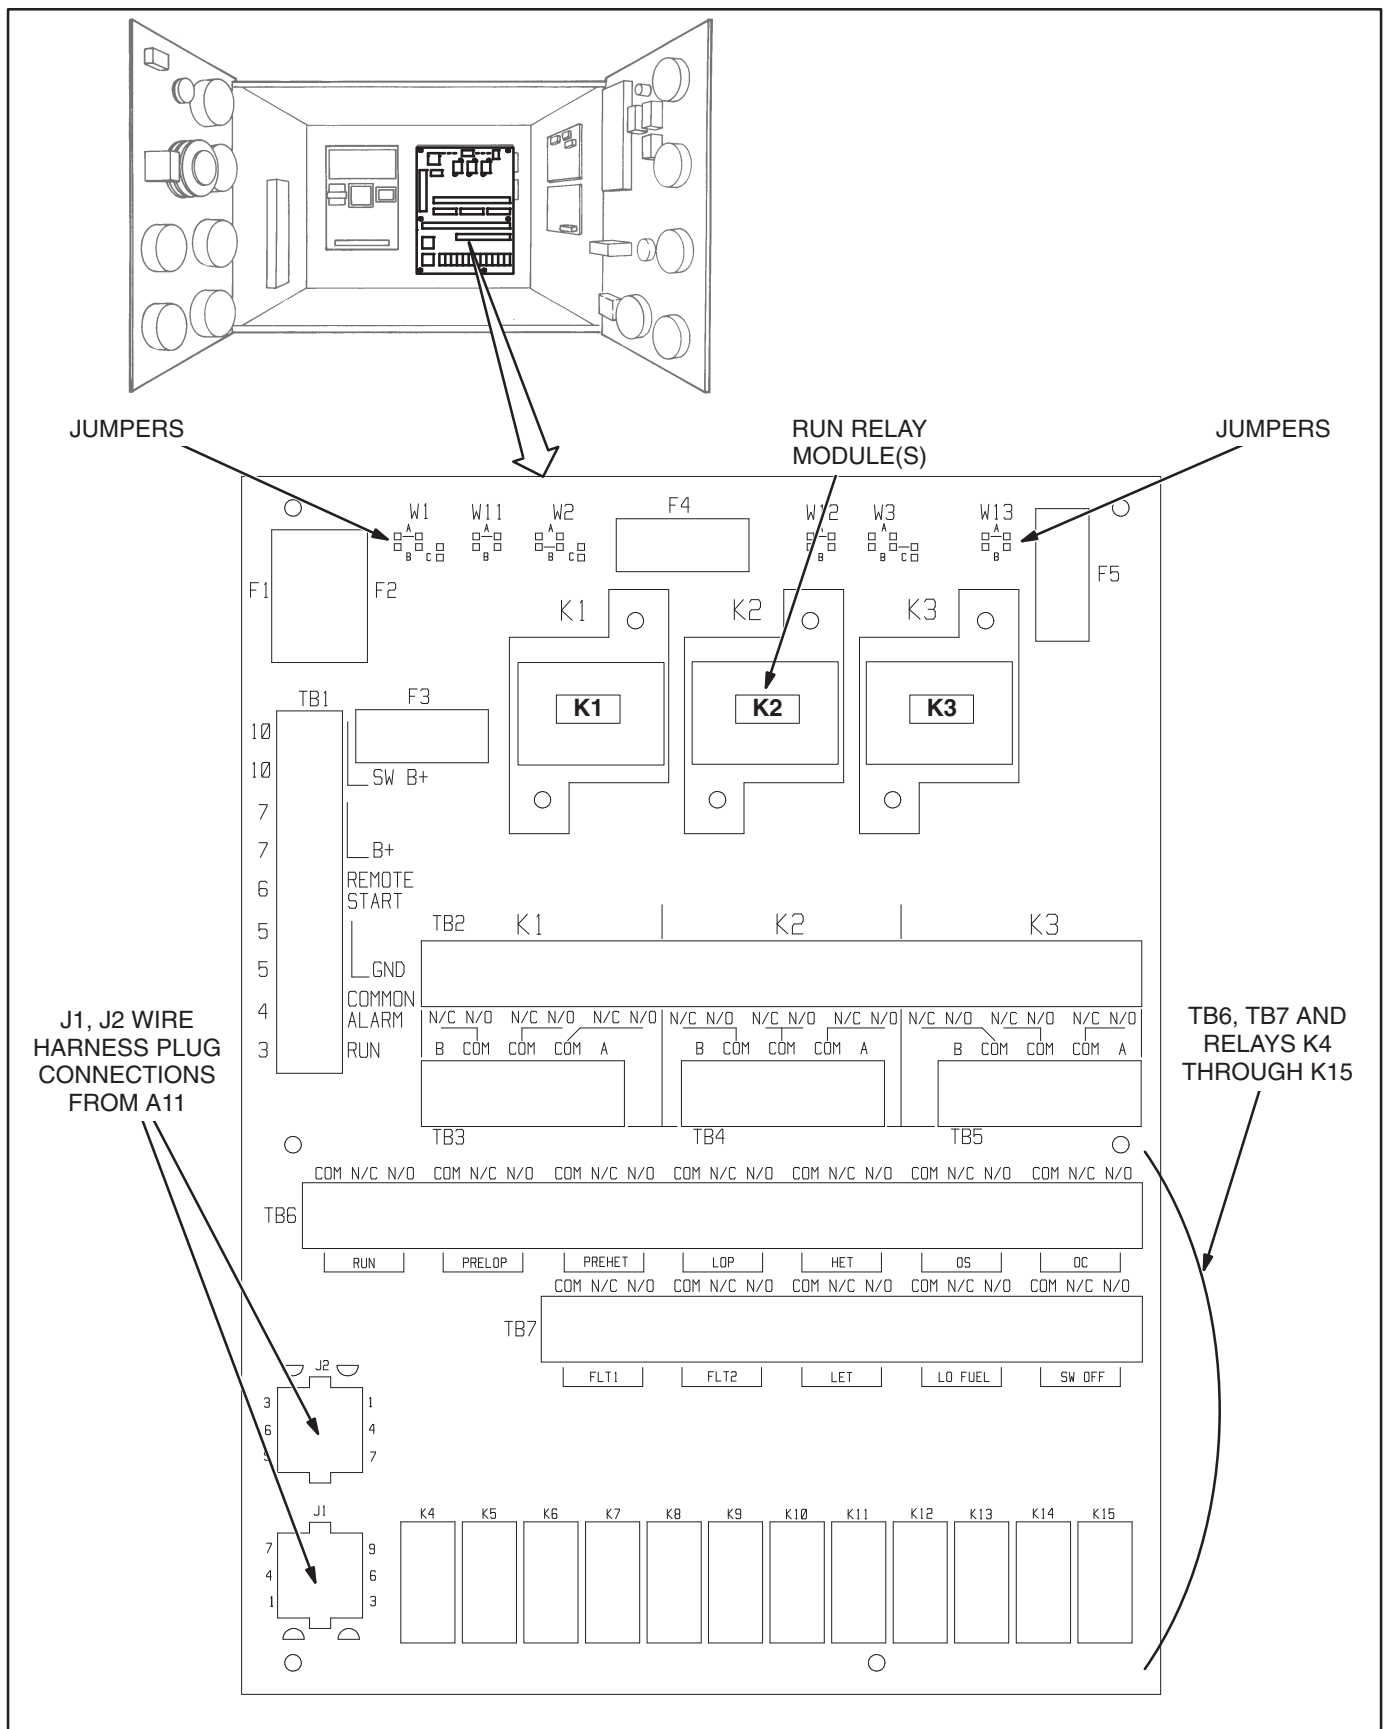 JUMPERS
RUN RELAY
MODULE(S)
JUMPERS
W1 W11 W2 F4 W12 W3 W13
A A A A A A
B C B B C B B C B
F1 F2 F5
K1 K2 K3
K1 K2 K3
TB1 F3
10
10 SW B+
7
7 B+
6 REMOTE
START
5
5 GND
4 COMMON
ALARM
3 RUN
TB2 K1 K2 K3
N/C N/O N/C N/O N/C N/O N/C N/O N/C N/O N/C N/O N/C N/O N/C N/O N/C N/O
B COM COM COM A B COM COM COM A B COM COM COM A
TB3 TB4 TB5
J1, J2 WIRE
HARNESS PLUG
CONNECTIONS
FROM A11
TB6, TB7 AND
RELAYS K4
THROUGH K15
COM N/C N/O COM N/C N/O COM N/C N/O COM N/C N/O COM N/C N/O COM N/C N/O COM N/C N/O
TB6
RUN PRELOP PREHET LOP HET OS OC
COM N/C N/O COM N/C N/O COM N/C N/O COM N/C N/O COM N/C N/O
TB7
FLT1 FLT2 LET LO FUEL SW OFF
J2
3 1
6 4
7
J1
7 9
4 6
1 3
K4 K5 K6 K7 K8 K9 K10 K11 K12 K13 K14 K15